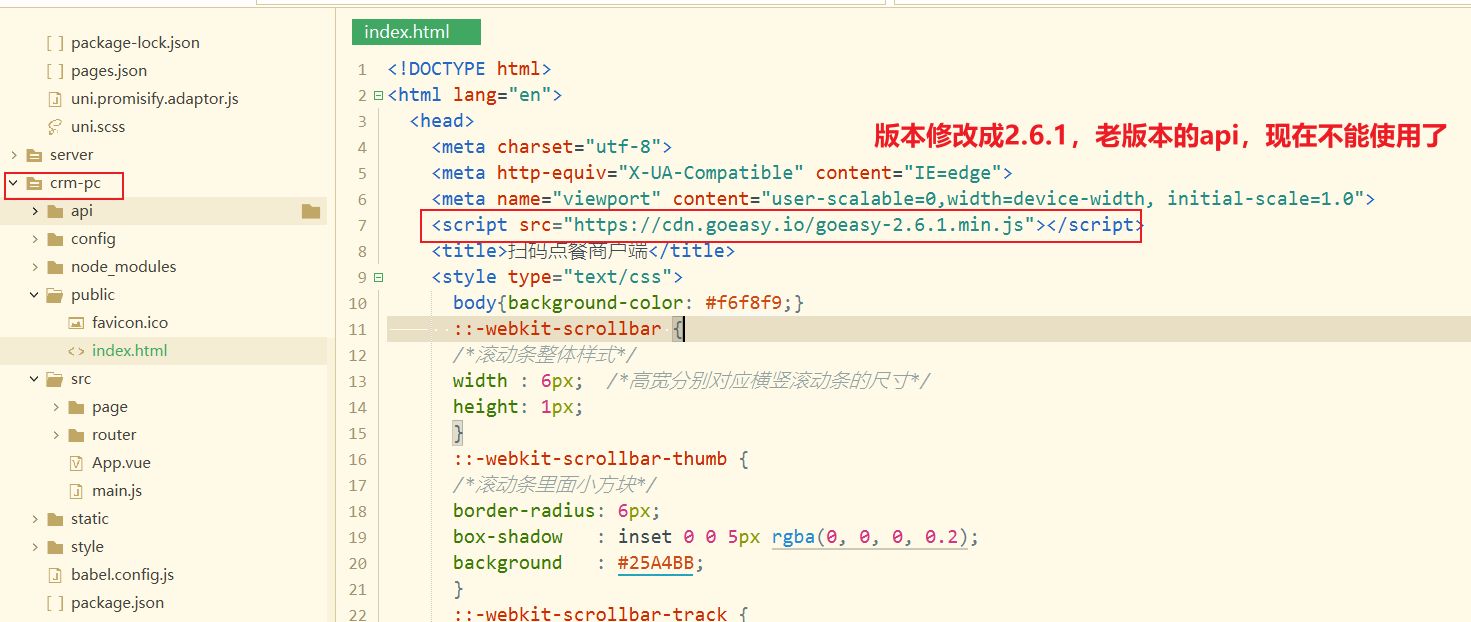 [ ] package-lock.json
[ ] pages.json
uni.promisify.adaptor.js
uni.scss
server
crm-pc
api
config
node_modules
public
favicon.ico
<> index.html
src
page
router
App.vue
main.js
static
style
babel.config.js
[ ] package.json
index.html
1 <!DOCTYPE html>
2 <html lang="en">
3 <head>
版本修改成2.6.1，老版本的api，现在不能使用了
4 <meta charset="utf-8">
5 <meta http-equiv="X-UA-Compatible" content="IE=edge">
6 <meta name="viewport" content="user-scalable=0,width=device-width, initial-scale=1.0">
7 <script src="https://cdn.goeasy.io/goeasy-2.6.1.min.js"></script>
8 <title>扫码点餐商户端</title>
9 <style type="text/css">
10 body{background-color: #f6f8f9;}
11 ::-webkit-scrollbar {
12 /*滚动条整体样式*/
13 width : 6px; /*高宽分别对应横竖滚动条的尺寸*/
14 height: 1px;
15 }
16 ::-webkit-scrollbar-thumb {
17 /*滚动条里面小方块*/
18 border-radius: 6px;
19 box-shadow : inset 0 0 5px rgba(0, 0, 0, 0.2);
20 background : #25A4BB;
21 }
22 ::-webkit-scrollbar-track {